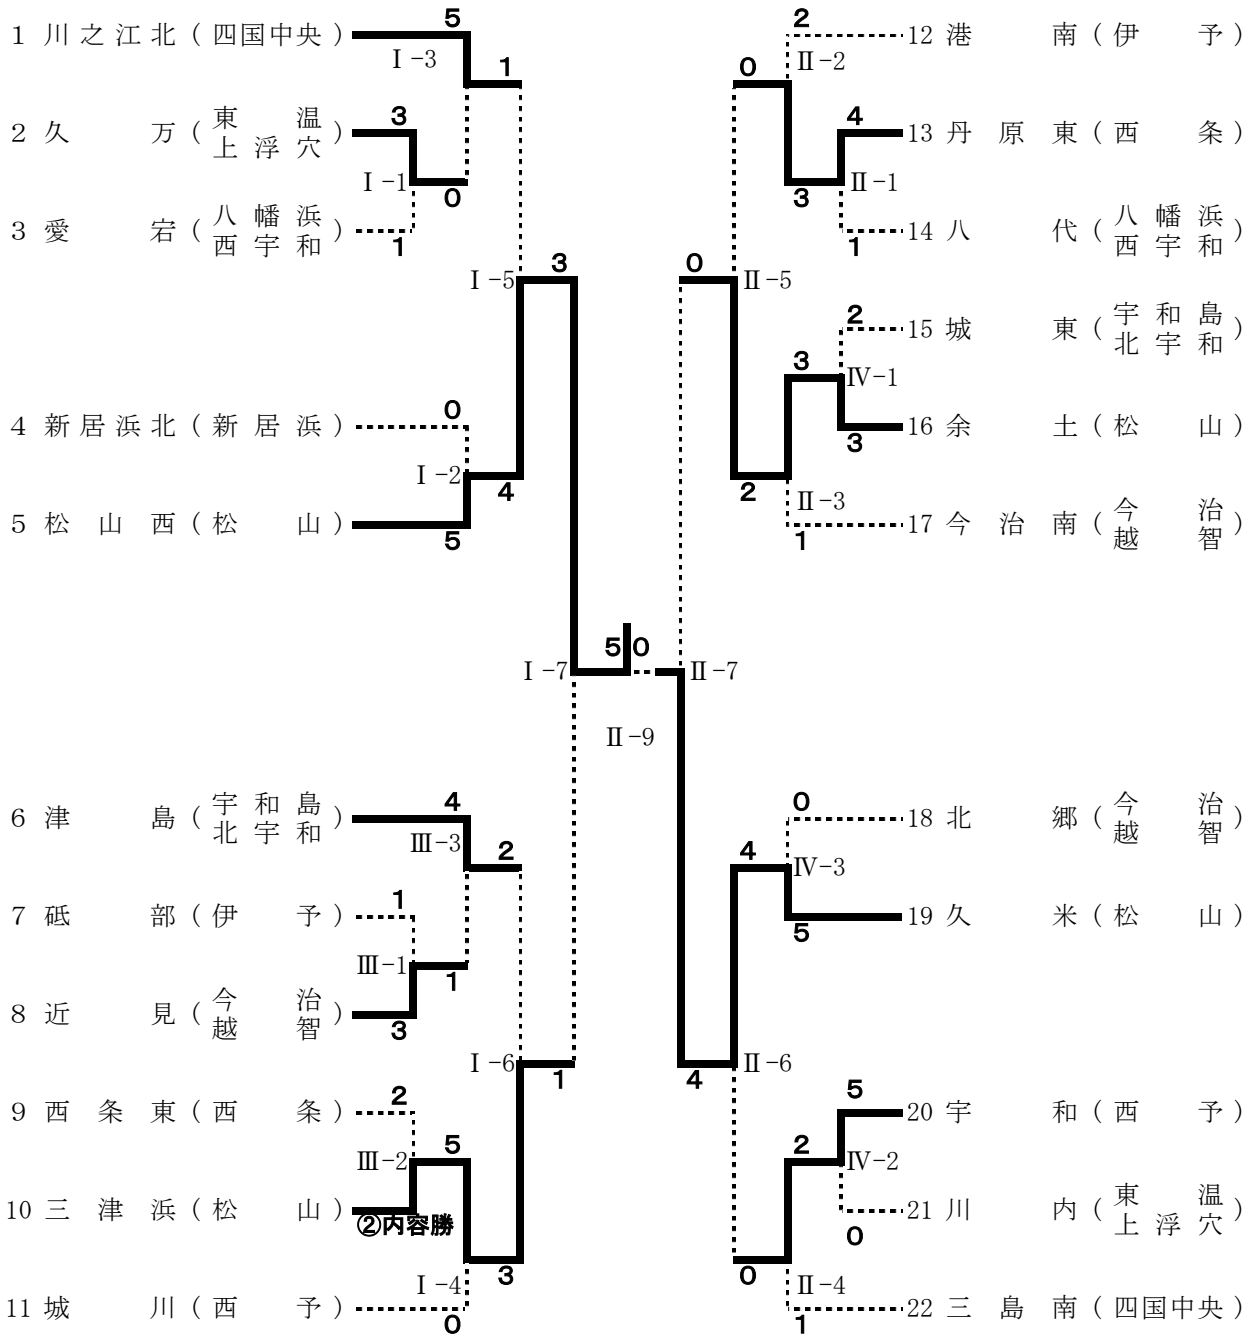 1 川之江北（四国中央）
5
Ⅰ-3
1
2 久万（東温 上浮穴）
3
Ⅰ-1
0
3 愛宕（八幡浜 西宇和）
1
Ⅰ-5
3
4 新居浜北（新居浜）
0
Ⅰ-2
4
5 松山西（松山）
5
Ⅰ-7
5
6 津島（宇和島 北宇和）
4
Ⅲ-3
2
7 砥部（伊予）
1
Ⅲ-1
1
8 近見（今治 越智）
3
Ⅰ-6
1
9 西条東（西条）
2
Ⅲ-2
5
10 三津浜（松山）
②内容勝
Ⅰ-4
3
11 城川（西予）
0
2
12 港南（伊予）
0
Ⅱ-2
4
13 丹原東（西条）
3
Ⅱ-1
1
14 八代（八幡浜 西宇和）
0
Ⅱ-5
2
15 城東（宇和島 北宇和）
3
Ⅳ-1
16 余土（松山）
3
2
Ⅱ-3
17 今治南（今治 越智）
1
0
Ⅱ-7
Ⅱ-9
0
18 北郷（今治 越智）
4
Ⅳ-3
19 久米（松山）
5
4
Ⅱ-6
5
20 宇和（西予）
2
Ⅳ-2
21 川内（東温 上浮穴）
0
0
Ⅱ-4
22 三島南（四国中央）
1